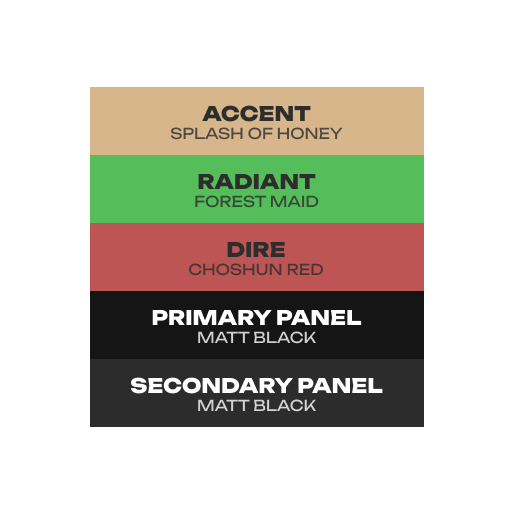 ACCENT
SPLASH OF HONEY
RADIANT
FOREST MAID
DIRE
CHOSHUN RED
PRIMARY PANEL
MATT BLACK
SECONDARY PANEL
MATT BLACK